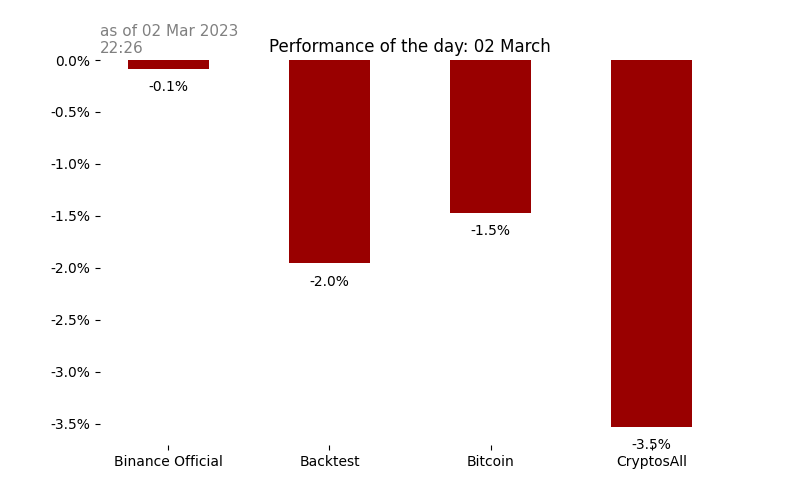 as of 02 Mar 2023
22:26
Performance of the day: 02 March
0.0%
-0.5%
-1.0%
-1.5%
-2.0%
-2.5%
-3.0%
-3.5%
-0.1%
-2.0%
-1.5%
-3.5%
Binance Official
Backtest
Bitcoin
CryptosAll